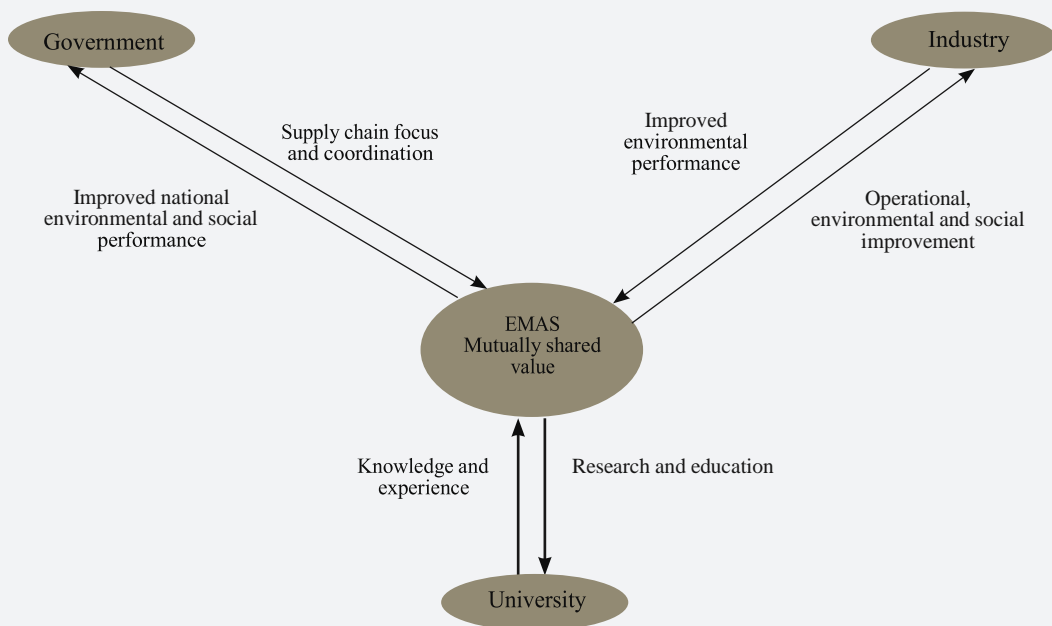 Government
Industry
Supply chain focus
and coordination
Improved
environmental
performance
Improved national
environmental and social
performance
Operational,
environmental and social
improvement
EMAS
Mutually shared
value
Knowledge and
experience
Research and education
University